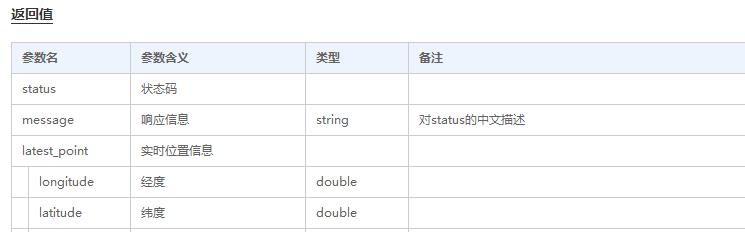 返回值
参数名 参数含义 类型 备注
status 状态码
message 响应信息 string 对status的中文描述
latest_point 实时位置信息
longitude 经度 double
latitude 纬度 double